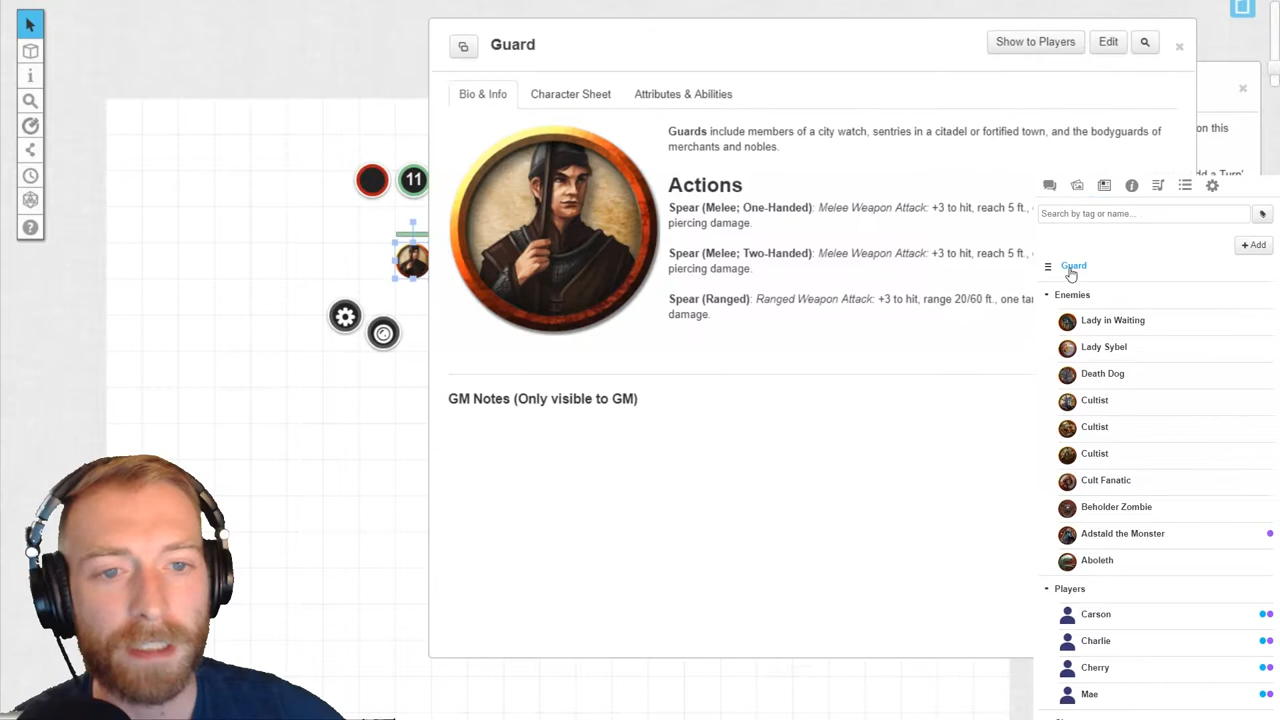 Guard
Show to Players
Edit
Bio & Info
Character Sheet
Attributes & Abilities
Guards include members of a city watch, sentries in a citadel or fortified town, and the bodyguards of
merchants and nobles.
Actions
Spear (Melee; One-Handed): Melee Weapon Attack: +3 to hit, reach 5 ft.,
piercing damage.
Spear (Melee; Two-Handed): Melee Weapon Attack: +3 to hit, reach 5 ft.,
piercing damage.
Spear (Ranged): Ranged Weapon Attack: +3 to hit, range 20/60 ft., one
damage.
GM Notes (Only visible to GM)
11
on this
a Turn'
Search by tag or name...
+ Add
Guard
Enemies
Lady in Waiting
Lady Sybel
Death Dog
Cultist
Cultist
Cultist
Cult Fanatic
Beholder Zombie
Adstald the Monster
Aboleth
Players
Carson
Charlie
Cherry
Mae